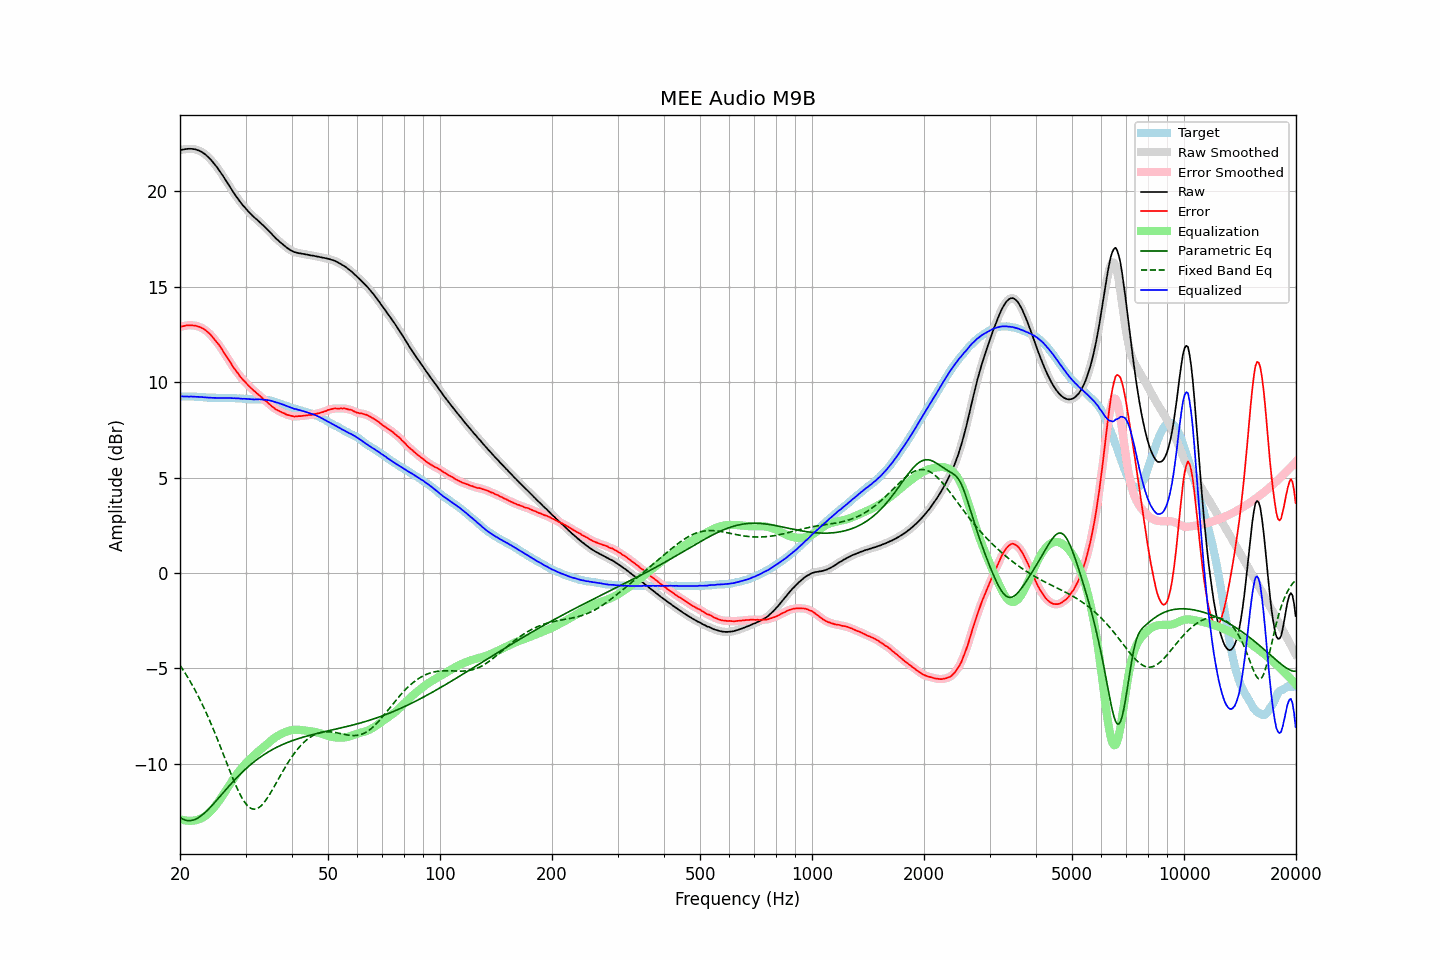 MEE Audio M9B
Target
Raw Smoothed
Error Smoothed
Raw
Error
Equalization
Parametric Eq
Fixed Band Eq
Equalized
20
15
10
5
0
−5
−10
Amplitude (dBr)
20 50 100 200 500 1000 2000 5000 10000 20000
Frequency (Hz)